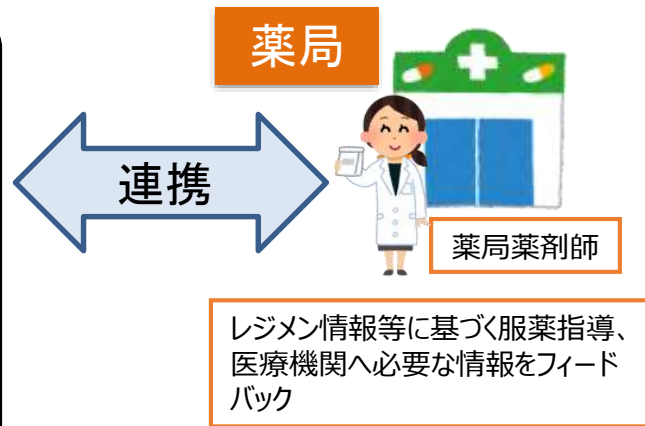 薬局
連携
薬局薬剤師
レジメン情報等に基づく服薬指導、
医療機関へ必要な情報をフィード
バック